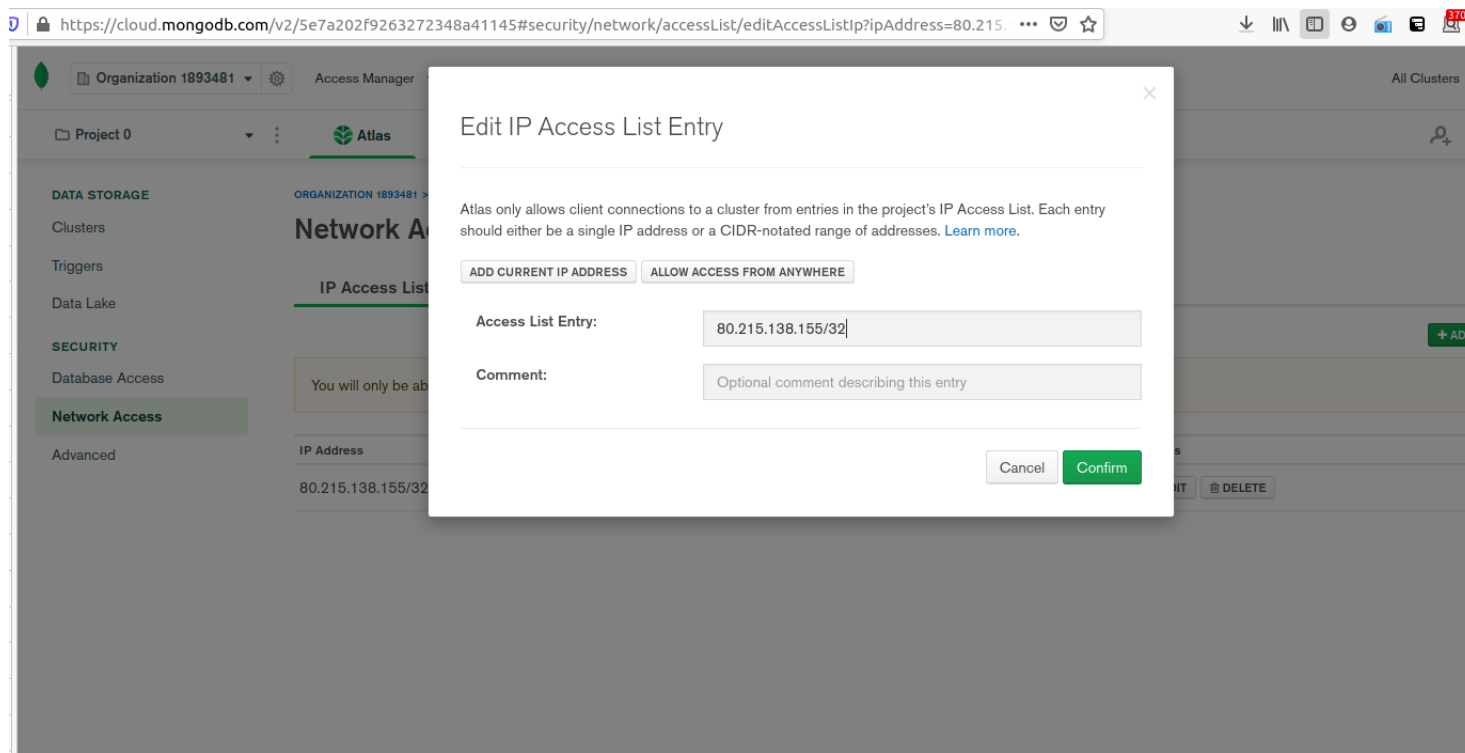 https://cloud.mongodb.com/v2/5e7a202f9263272348a41145#security/network/accessList/editAccessListIp?ipAddress=80.215.
370
Organization 1893481
Access Manager
All Clusters
Project 0
Atlas
DATA STORAGE
Clusters
Triggers
Data Lake
SECURITY
Database Access
Network Access
Advanced
ORGANIZATION 1893481 >
Network A
IP Access List
+ AD
You will only be ab
IP Address
s
80.215.138.155/32
IT
DELETE
Edit IP Access List Entry
Atlas only allows client connections to a cluster from entries in the project's IP Access List. Each entry
should either be a single IP address or a CIDR-notated range of addresses. Learn more.
ADD CURRENT IP ADDRESS
ALLOW ACCESS FROM ANYWHERE
Access List Entry:
80.215.138.155/32
Comment:
Optional comment describing this entry
Cancel
Confirm